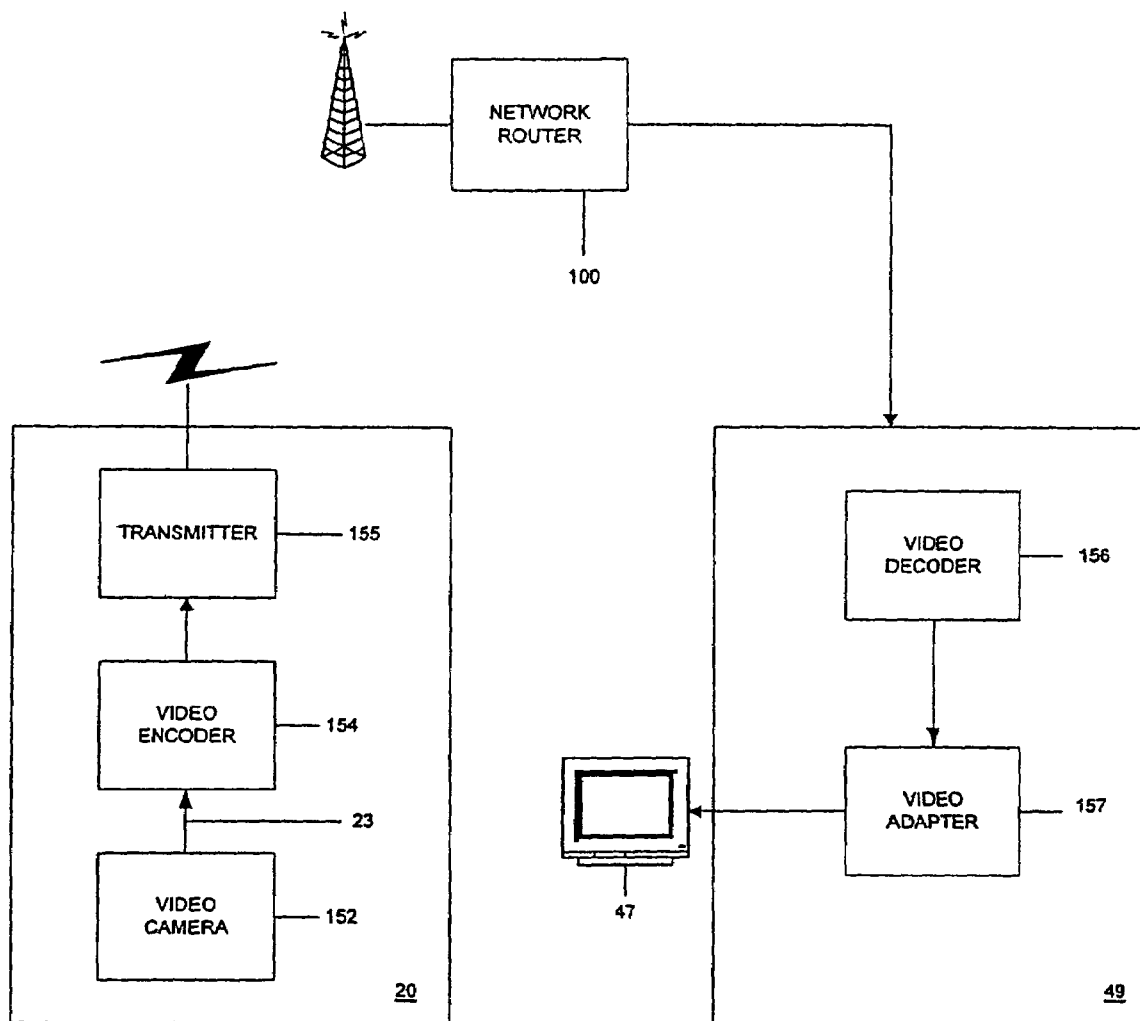 NETWORK
ROUTER
100
TRANSMITTER
155
VIDEO
ENCODER
154
23
VIDEO
CAMERA
152
20
VIDEO
DECODER
156
VIDEO
ADAPTER
157
47
49